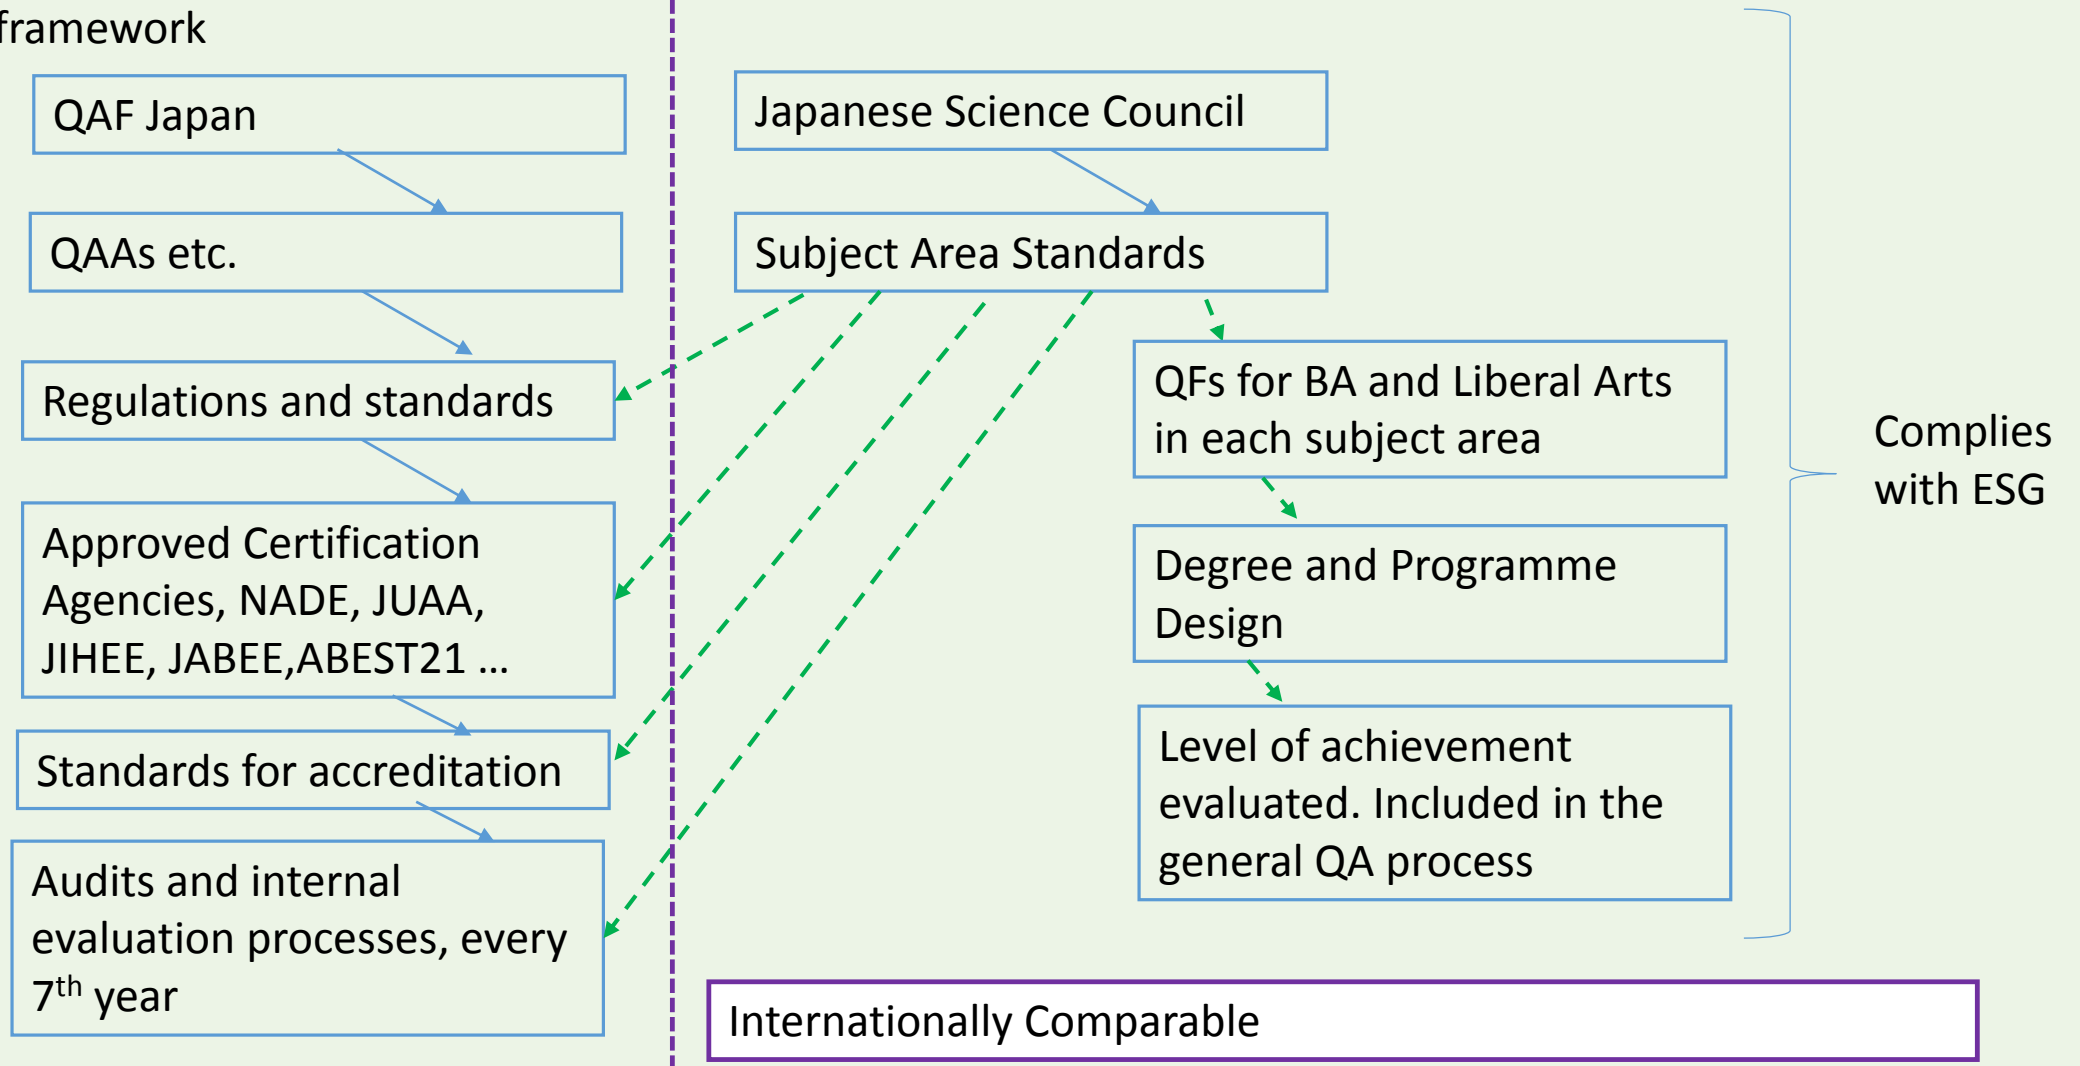 framework
QAF Japan
QAAs etc.
Regulations and standards
Approved Certification
Agencies, NADE, JUAA,
JIHEE, JABEE,ABEST21 …
Standards for accreditation
Audits and internal
evaluation processes, every
7th year
Japanese Science Council
Subject Area Standards
QFs for BA and Liberal Arts
in each subject area
Degree and Programme
Design
Level of achievement
evaluated. Included in the
general QA process
Complies
with ESG
Internationally Comparable